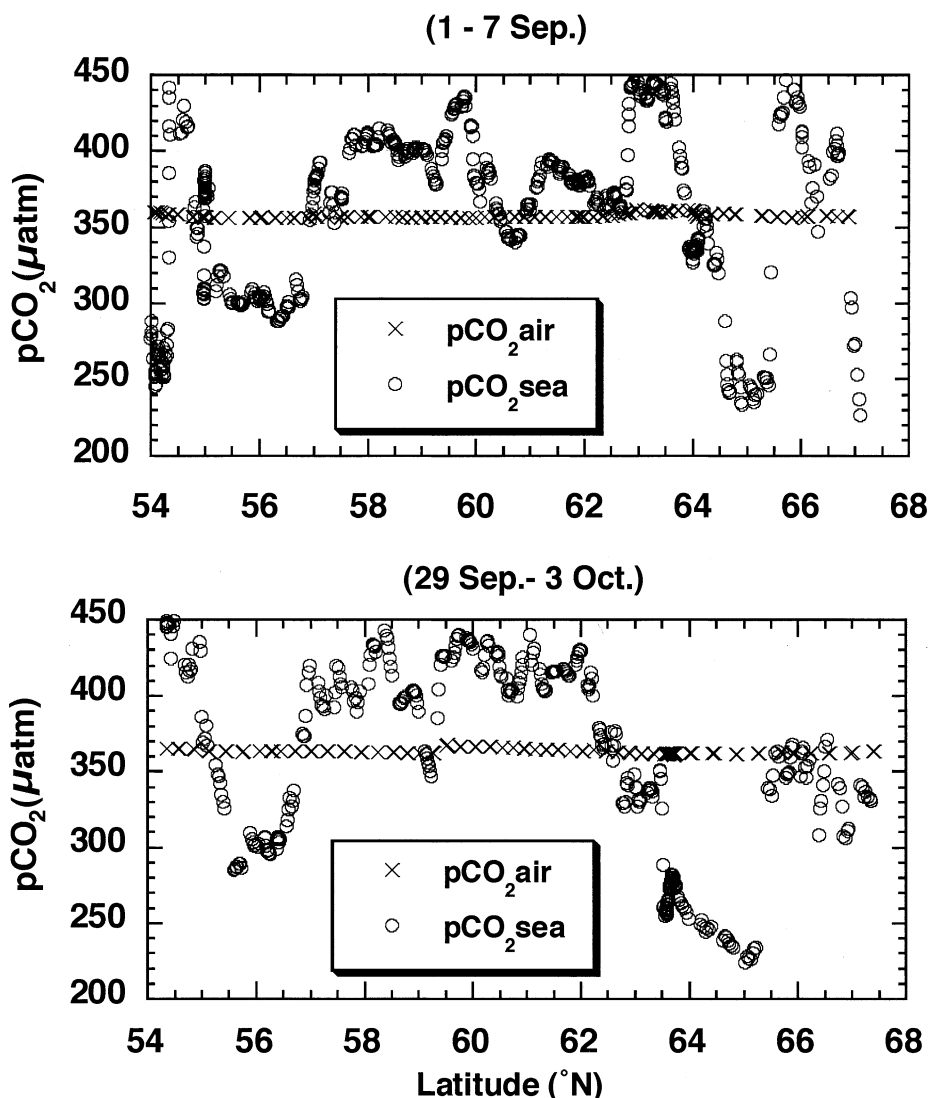 (1 - 7 Sep.)
pCO₂(µatm)
450
400
350
300
250
200
× pCO₂air
○ pCO₂sea
54 56 58 60 62 64 66 68
(29 Sep.- 3 Oct.)
pCO₂(µatm)
450
400
350
300
250
200
× pCO₂air
○ pCO₂sea
54 56 58 60 62 64 66 68
Latitude (˚N)